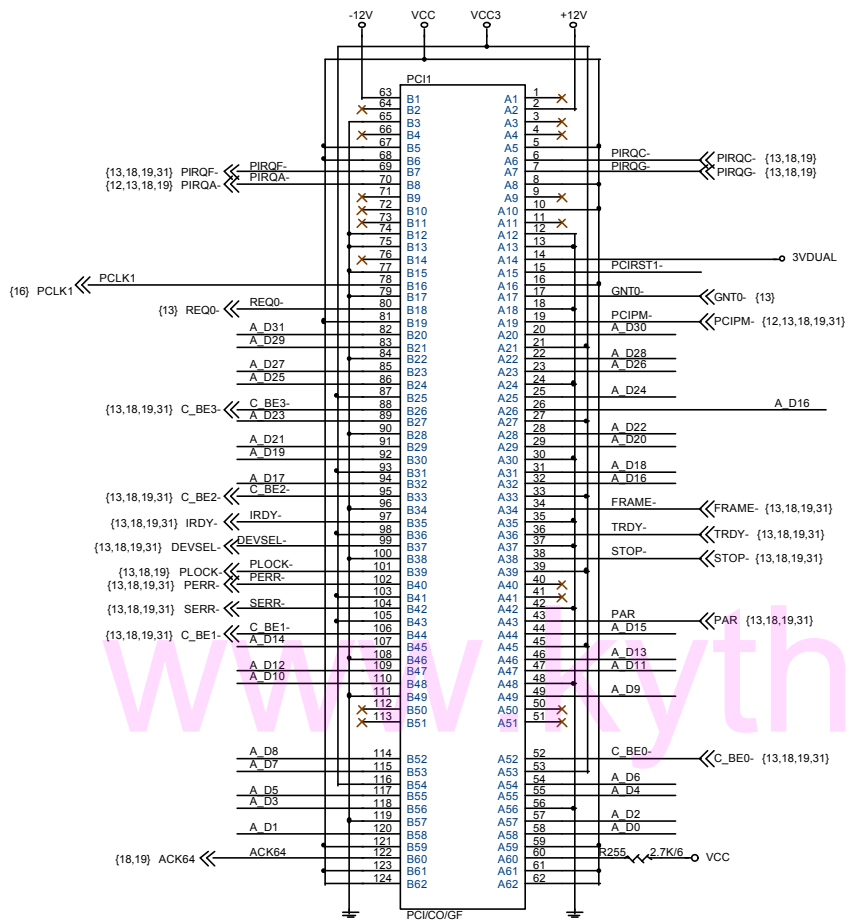 -12V VCC VCC3 +12V
PCI1
63 B1 A1 1
64 B2 A2 2
65 B3 A3 3
66 B4 A4 4
67 B5 A5 5
68 B6 A6 6 PIRQC- PIRQC- {13,18,19}
{13,18,19,31} PIRQF- PIRQF- 69 B7 A7 7 PIRQG- PIRQG- {13,18,19}
{12,13,18,19} PIRQA- PIRQA- 70 B8 A8 8
71 B9 A9 9
72 B10 A10 10
73 B11 A11 11
74 B12 A12 12
75 B13 A13 13
76 B14 A14 14 3VDUAL
77 B15 A15 15 PCIRST1-
{16} PCLK1 PCLK1 78 B16 A16 16
79 B17 A17 17 GNT0- GNT0- {13}
{13} REQ0- REQ0- 80 B18 A18 18
81 B19 A19 19 PCIPM- PCIPM- {12,13,18,19,31}
A_D31 82 B20 A20 20 A_D30
A_D29 83 B21 A21 21
84 B22 A22 22 A_D28
A_D27 85 B23 A23 23 A_D26
A_D25 86 B24 A24 24
87 B25 A25 25 A_D24
{13,18,19,31} C_BE3- C_BE3- 88 B26 A26 26 A_D16
A_D23 89 B27 A27 27
90 B28 A28 28 A_D22
A_D21 91 B29 A29 29 A_D20
A_D19 92 B30 A30 30
93 B31 A31 31 A_D18
A_D17 94 B32 A32 32 A_D16
{13,18,19,31} C_BE2- C_BE2- 95 B33 A33 33
96 B34 A34 34 FRAME- FRAME- {13,18,19,31}
{13,18,19,31} IRDY- IRDY- 97 B35 A35 35
98 B36 A36 36 TRDY- TRDY- {13,18,19,31}
{13,18,19,31} DEVSEL- DEVSEL- 99 B37 A37 37
100 B38 A38 38 STOP- STOP- {13,18,19,31}
{13,18,19} PLOCK- PLOCK- 101 B39 A39 39
{13,18,19,31} PERR- PERR- 102 B40 A40 40
103 B41 A41 41
{13,18,19,31} SERR- SERR- 104 B42 A42 42
105 B43 A43 43 PAR PAR {13,18,19,31}
{13,18,19,31} C_BE1- C_BE1- 106 B44 A44 44 A_D15
A_D14 107 B45 A45 45
108 B46 A46 46 A_D13
A_D12 109 B47 A47 47 A_D11
A_D10 110 B48 A48 48
111 B49 A49 49 A_D9
112 B50 A50 50
113 B51 A51 51
www.kyth
A_D8 114 B52 A52 52 C_BE0- C_BE0- {13,18,19,31}
A_D7 115 B53 A53 53
116 B54 A54 54 A_D6
A_D5 117 B55 A55 55 A_D4
A_D3 118 B56 A56 56
119 B57 A57 57 A_D2
A_D1 120 B58 A58 58 A_D0
121 B59 A59 59
{18,19} ACK64 ACK64 122 B60 A60 60 R255 2.7K/6 VCC
123 B61 A61 61
124 B62 A62 62
PCI/CO/GF